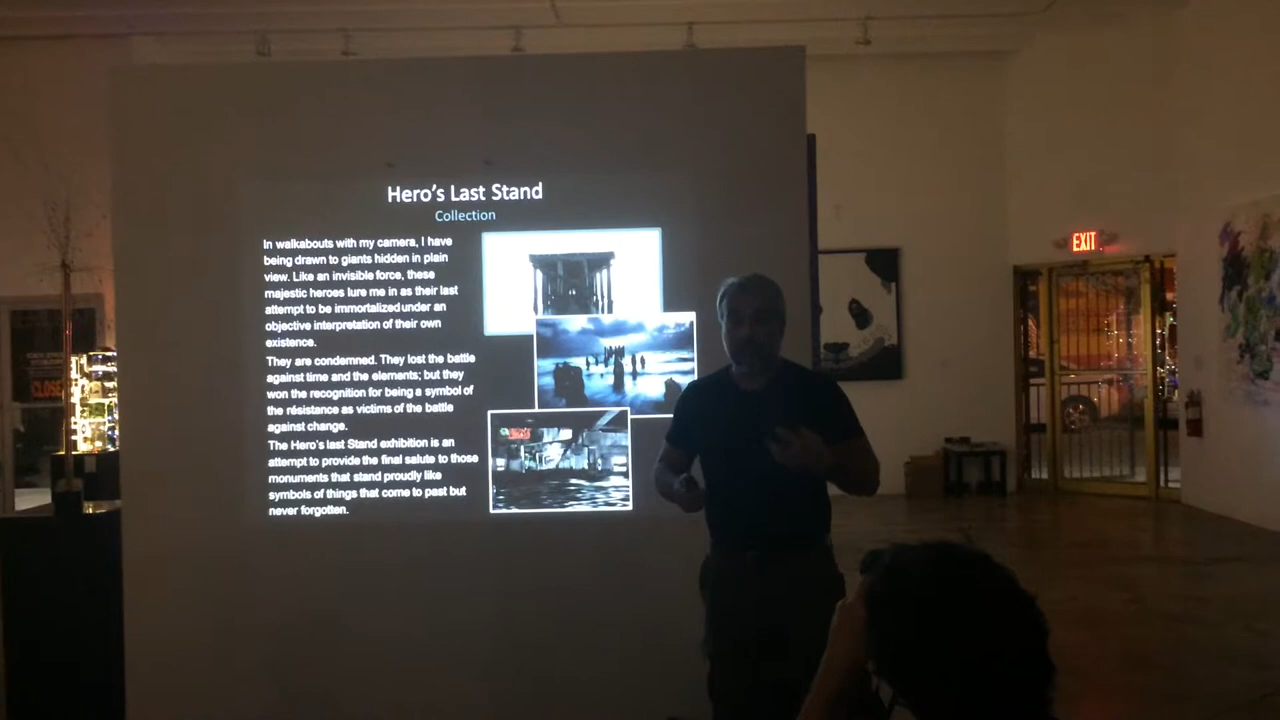 Hero's Last Stand
Collection
In walkabouts with my camera, I have
being drawn to giants hidden in plain
view. Like an invisible force, these
majestic heroes lure me in as their last
attempt to be immortalized under an
objective interpretation of their own
existence.
They are condemned. They lost the battle
against time and the elements; but they
won the recognition for being a symbol of
the résistance as victims of the battle
against change.
The Hero's last Stand exhibition is an
attempt to provide the final salute to those
monuments that stand proudly like
symbols of things that come to past but
never forgotten.
EXIT
CLOSE